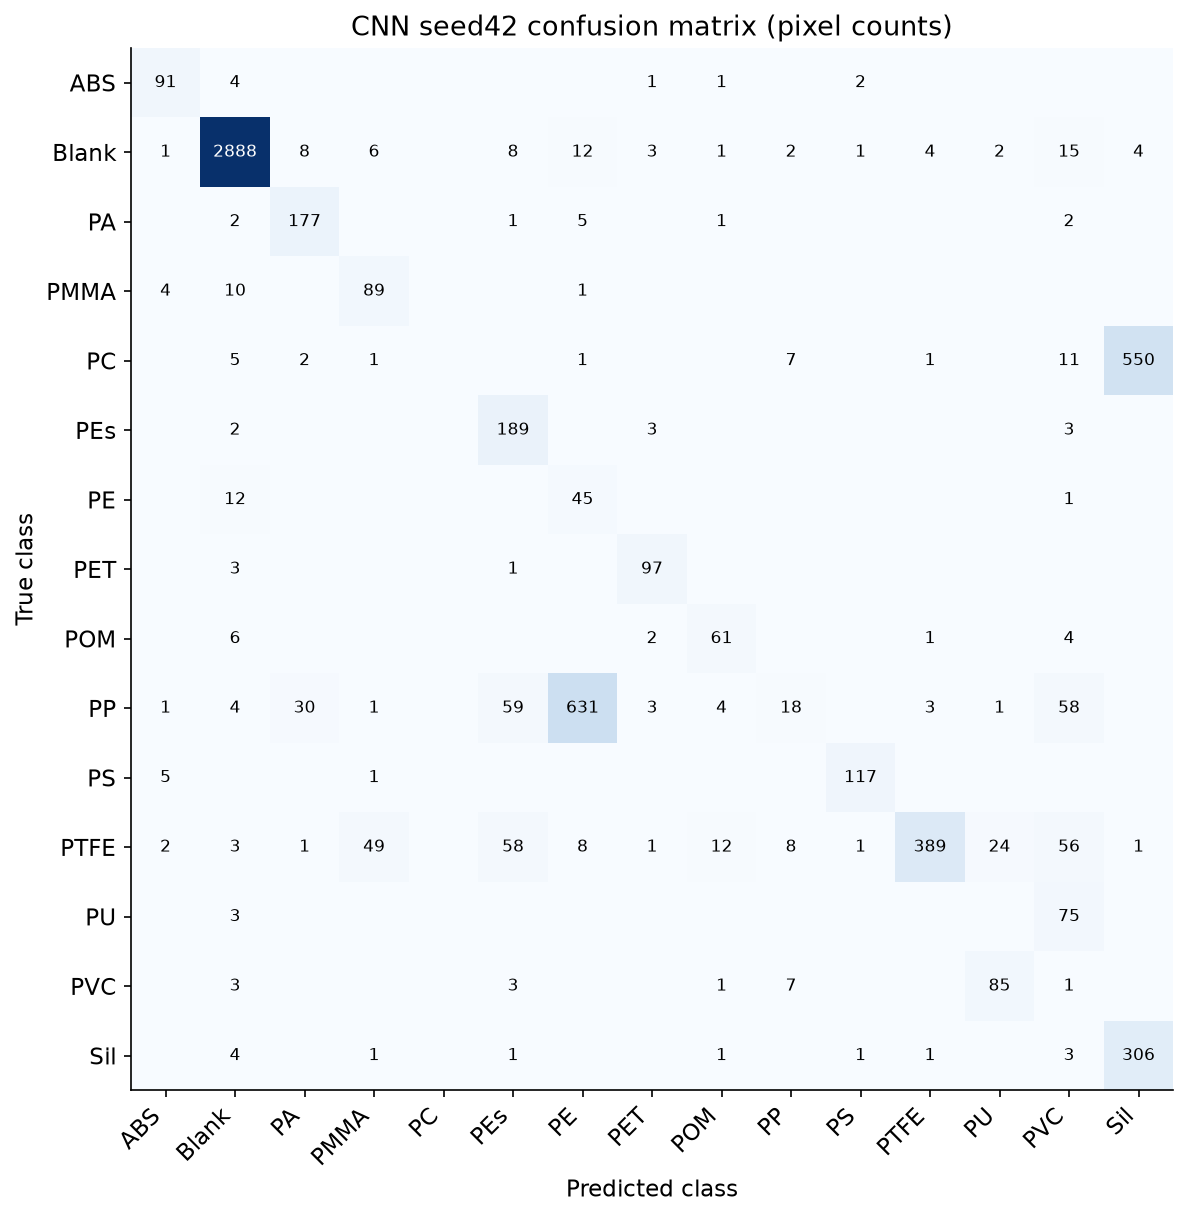 CNN seed42 confusion matrix (pixel counts)
ABS 91 4 1 1 2
Blank 1 2888 8 6 8 12 3 1 2 1 4 2 15 4
PA 2 177 1 5 1 2
PMMA 4 10 89 1
PC 5 2 1 1 7 1 11 550
PEs 2 189 3 3
PE 12 45 1
PET 3 1 97
POM 6 2 61 1 4
PP 1 4 30 1 59 631 3 4 18 3 1 58
PS 5 1 117
PTFE 2 3 1 49 58 8 1 12 8 1 389 24 56 1
PU 3 75
PVC 3 3 1 7 85 1
Sil 4 1 1 1 1 1 3 306
ABS Blank PA PMMA PC PEs PE PET POM PP PS PTFE PU PVC Sil
Predicted class
True class